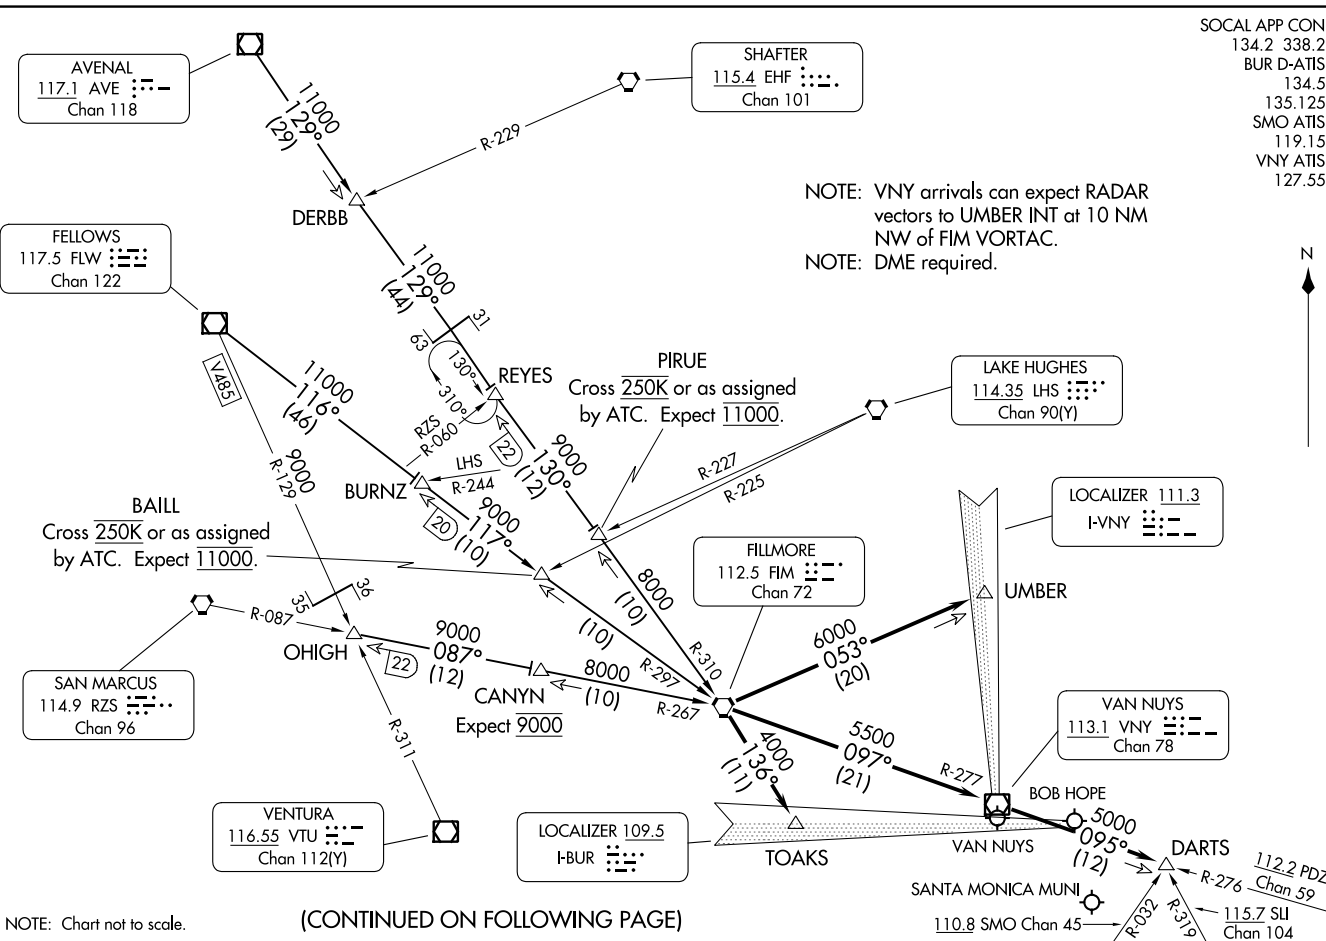 SOCAL APP CON
134.2 338.2
BUR D-ATIS
134.5
135.125
SMO ATIS
119.15
VNY ATIS
127.55
AVENAL
117.1 AVE
Chan 118
SHAFTER
115.4 EHF
Chan 101
11000
129°
(29)
R-229
DERBB
NOTE: VNY arrivals can expect RADAR
vectors to UMBER INT at 10 NM
NW of FIM VORTAC.
NOTE: DME required.
N
FELLOWS
117.5 FLW
Chan 122
11000
129°
(44)
63
31
130°
310°
REYES
RZS
R-060
22
V485
11000
116°
(46)
PIRUE
Cross 250K or as assigned
by ATC. Expect 11000.
LAKE HUGHES
114.35 LHS
Chan 90(Y)
9000
R-129
9000
130°
(12)
R-227
R-225
BURNZ
LHS
R-244
20
9000
117°
(10)
BAILL
Cross 250K or as assigned
by ATC. Expect 11000.
LOCALIZER 111.3
I-VNY
FILLMORE
112.5 FIM
Chan 72
UMBER
8000
(10)
R-310
(10)
R-297
35
36
R-087
OHIGH
9000
087°
(12)
22
CANYN
Expect 9000
8000
(10)
R-267
6000
053°
(20)
SAN MARCUS
114.9 RZS
Chan 96
R-311
VAN NUYS
113.1 VNY
Chan 78
4000
136°
(11)
5500
097°
(21)
R-277
VENTURA
116.55 VTU
Chan 112(Y)
LOCALIZER 109.5
I-BUR
TOAKS
VAN NUYS
BOB HOPE
5000
095°
(12)
DARTS
112.2 PDZ
Chan 59
R-276
SANTA MONICA MUNI
110.8 SMO Chan 45
R-032
R-319
115.7 SLI
Chan 104
NOTE: Chart not to scale.
(CONTINUED ON FOLLOWING PAGE)